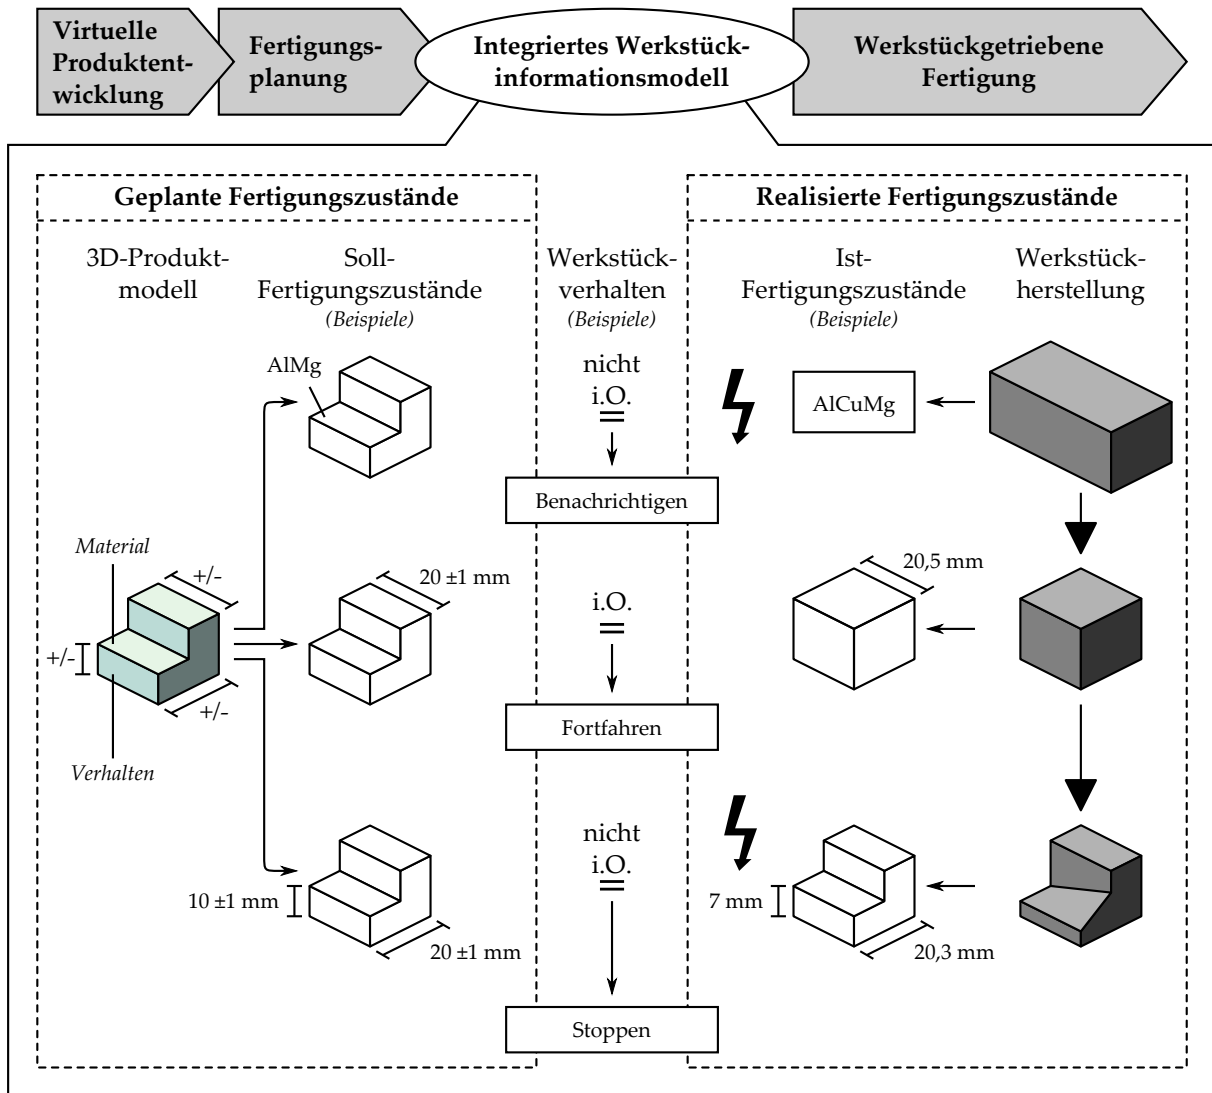 Virtuelle
Produktent-
wicklung
Fertigungs-
planung
Integriertes Werkstück-
informationsmodell
Werkstückgetriebene
Fertigung
Geplante Fertigungszustände
Realisierte Fertigungszustände
3D-Produkt-
modell
Soll-
Fertigungszustände
(Beispiele)
Werkstück-
verhalten
(Beispiele)
Ist-
Fertigungszustände
(Beispiele)
Werkstück-
herstellung
AlMg
nicht
i.O.
AlCuMg
Benachrichtigen
Material
+/-
+/-
+/-
Verhalten
20 ±1 mm
i.O.
20,5 mm
Fortfahren
10 ±1 mm
20 ±1 mm
nicht
i.O.
7 mm
20,3 mm
Stoppen